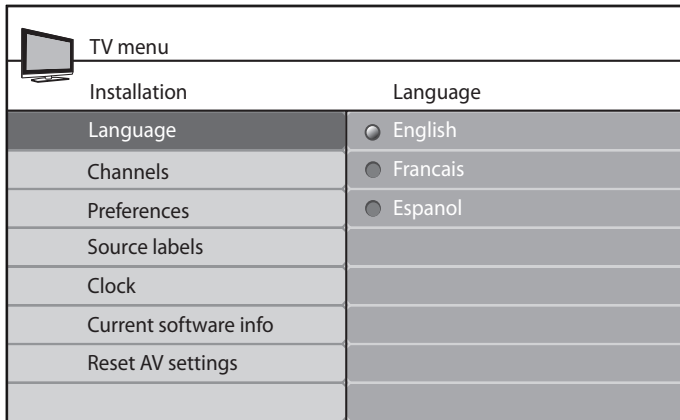 TV menu
Installation
Language
Language
English
Channels
Francais
Preferences
Espanol
Source labels
Clock
Current software info
Reset AV settings